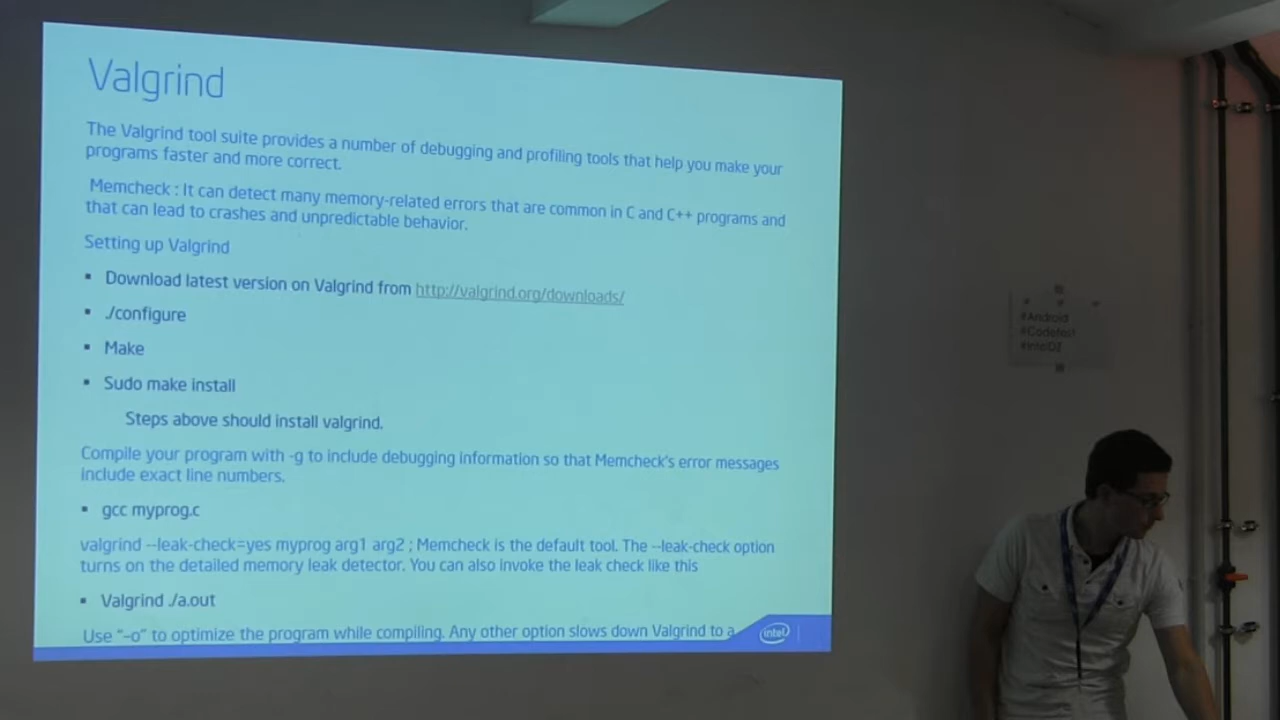 Valgrind
The Valgrind tool suite provides a number of debugging and profiling tools that help you make your
programs faster and more correct.
Memcheck : It can detect many memory-related errors that are common in C and C++ programs and
that can lead to crashes and unpredictable behavior.
Setting up Valgrind
▪ Download latest version on Valgrind from http://valgrind.org/downloads/
▪ ./configure
▪ Make
▪ Sudo make install
Steps above should install valgrind.
Compile your program with -g to include debugging information so that Memcheck's error messages
include exact line numbers.
▪ gcc myprog.c
valgrind --leak-check=yes myprog arg1 arg2 ; Memcheck is the default tool. The --leak-check option
turns on the detailed memory leak detector. You can also invoke the leak check like this
▪ Valgrind ./a.out
Use "-o" to optimize the program while compiling. Any other option slows down Valgrind to a
intel
#Android
#Codefest
#IntelDZ